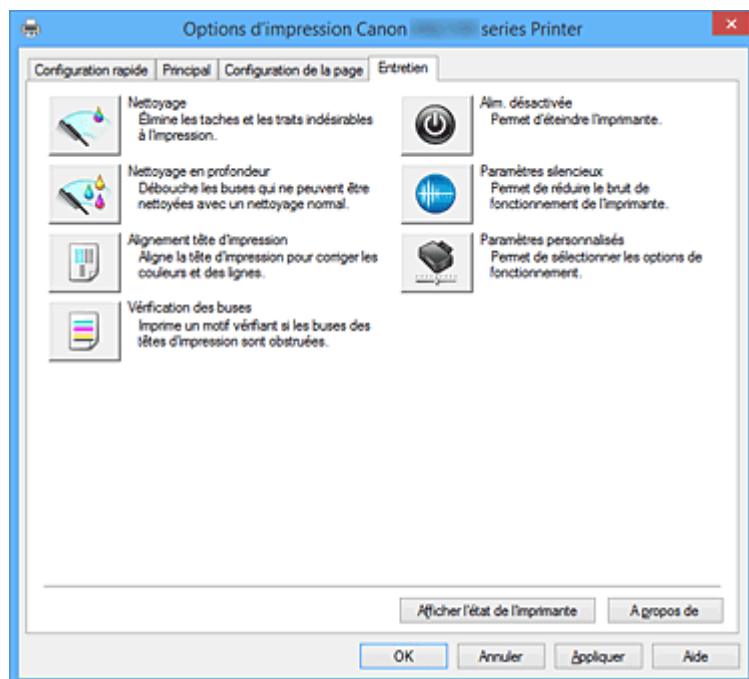 Options d'impression Canon series Printer
Configuration rapide Principal Configuration de la page Entretien
Nettoyage
Élimine les taches et les traits indésirables
à l'impression.
Nettoyage en profondeur
Débouche les buses qui ne peuvent être
nettoyées avec un nettoyage normal.
Alignement tête d'impression
Aligne la tête d'impression pour corriger les
couleurs et des lignes.
Vérification des buses
Imprime un motif vérifiant si les buses des
têtes d'impression sont obstruées.
Alim. désactivée
Permet d'éteindre l'imprimante.
Paramètres silencieux
Permet de réduire le bruit de
fonctionnement de l'imprimante.
Paramètres personnalisés
Permet de sélectionner les options de
fonctionnement.
Afficher l'état de l'imprimante A propos de
OK Annuler Appliquer Aide